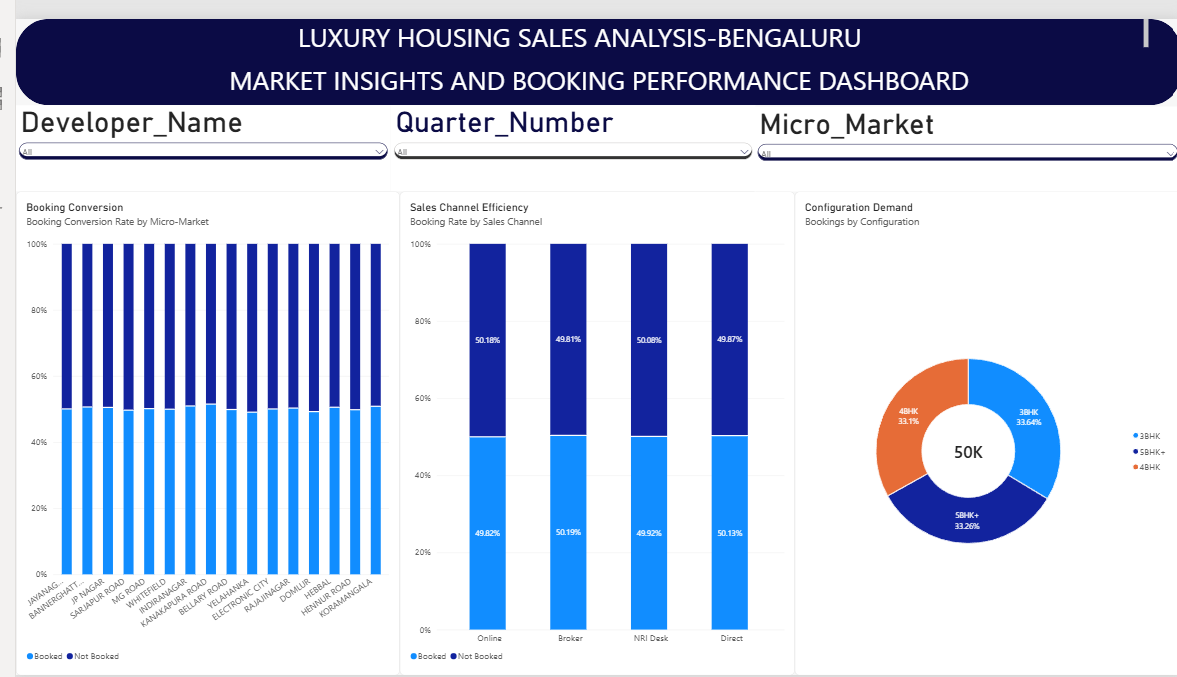 LUXURY HOUSING SALES ANALYSIS-BENGALURU
MARKET INSIGHTS AND BOOKING PERFORMANCE DASHBOARD
Developer_Name
Quarter_Number
Micro_Market
All
All
All
Booking Conversion
Booking Conversion Rate by Micro-Market
100%
80%
60%
40%
20%
0%
JAYANAG...
BANNERGHATT...
JP NAGAR
SARJAPUR ROAD
MG ROAD
WHITEFIELD
INDIRANAGAR
KANAKAPURA ROAD
BELLARY ROAD
YELAHANKA
ELECTRONIC CITY
RAJAJINAGAR
DOMLUR
HEBBAL
HENNUR ROAD
KORAMANGALA
Booked Not Booked
Sales Channel Efficiency
Booking Rate by Sales Channel
100%
80%
60%
40%
20%
0%
50.18% 49.81% 50.08% 49.87%
49.82% 50.19% 49.92% 50.13%
Online Broker NRI Desk Direct
Booked Not Booked
Configuration Demand
Bookings by Configuration
4BHK
33.1%
3BHK
33.64%
50K
5BHK+
33.26%
3BHK
5BHK+
4BHK